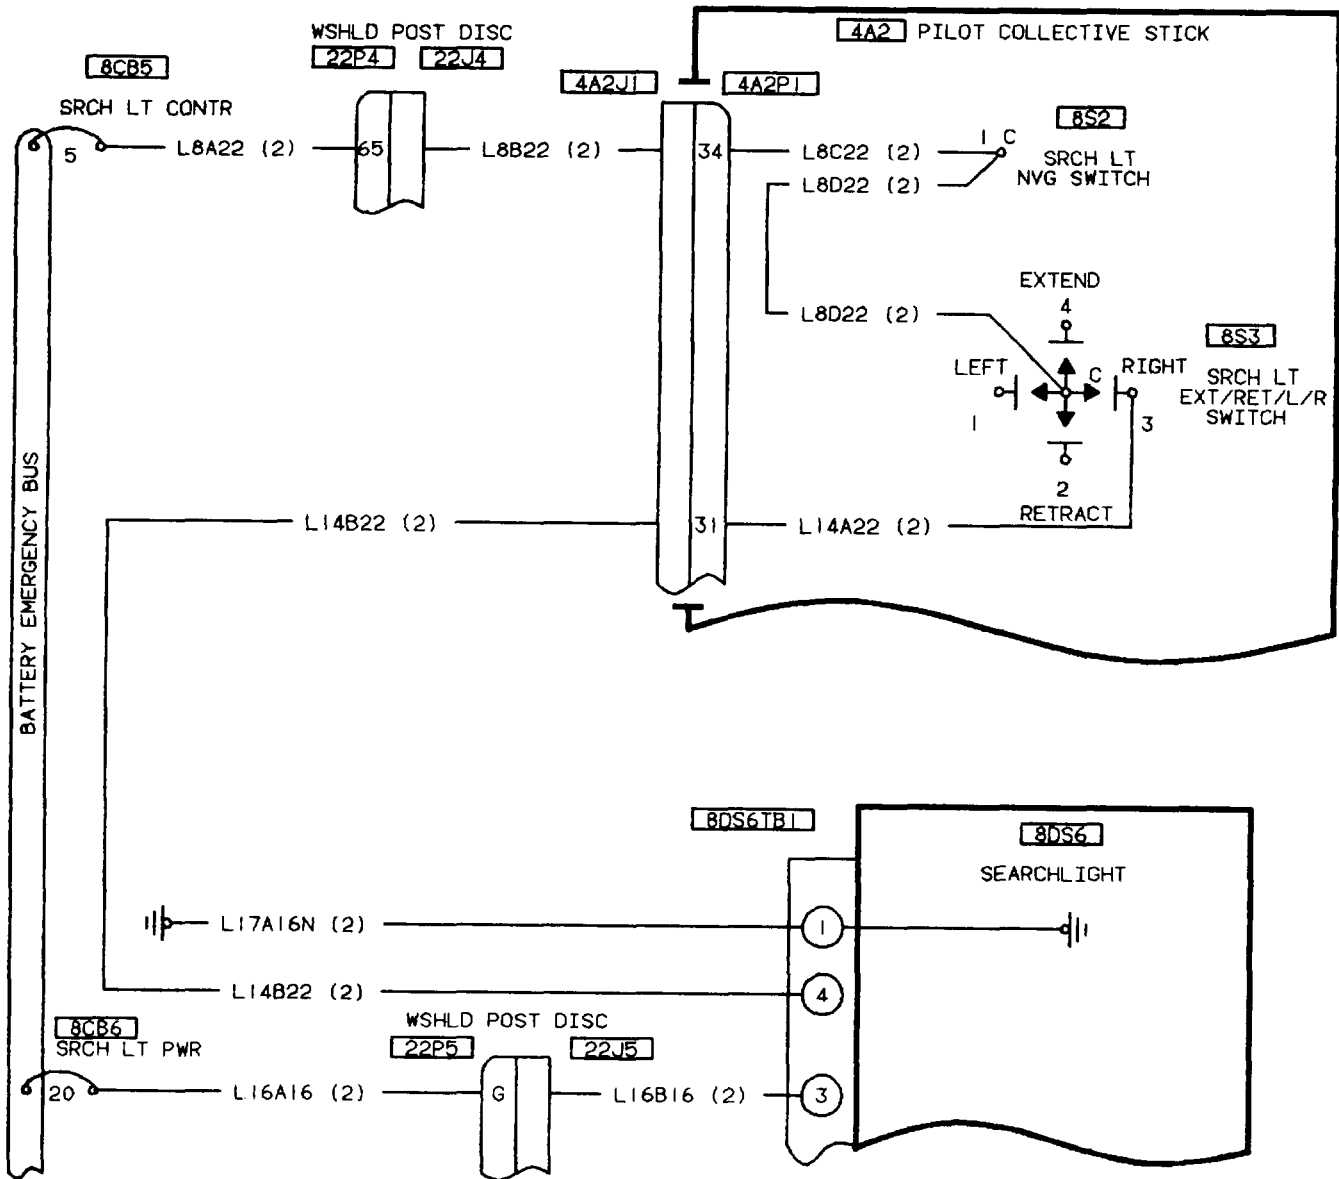 4A2 PILOT COLLECTIVE STICK
WSHLD POST DISC
22P4 22J4
8CB5
4A2J1 4A2P1
SRCH LT CONTR
8S2
5 L8A22 (2) 65 L8B22 (2) 34 L8C22 (2) 1 C
SRCH LT
NVG SWITCH
L8D22 (2)
EXTEND
4
L8D22 (2)
8S3
LEFT C RIGHT
SRCH LT
EXT/RET/L/R
SWITCH
1 3
2
RETRACT
L14B22 (2) 31 L14A22 (2)
BATTERY EMERGENCY BUS
8DS6TB1
8DS6
SEARCHLIGHT
L17A16N (2) 1
L14B22 (2) 4
8CB6
SRCH LT PWR
WSHLD POST DISC
22P5 22J5
20 L16A16 (2) G L16B16 (2) 3